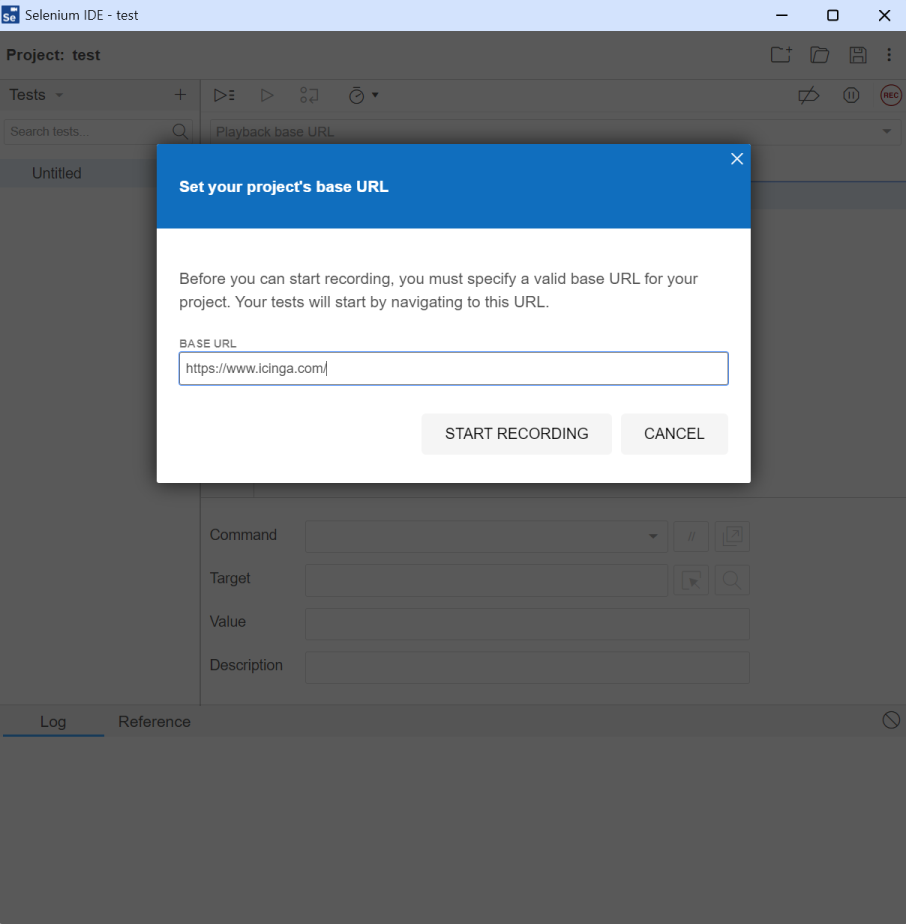 Se
Selenium IDE - test
Project: test
Tests
REC
Search tests...
Playback base URL
Untitled
Set your project's base URL
Before you can start recording, you must specify a valid base URL for your
project. Your tests will start by navigating to this URL.
BASE URL
https://www.icinga.com/
START RECORDING
CANCEL
Command
//
Target
Value
Description
Log
Reference